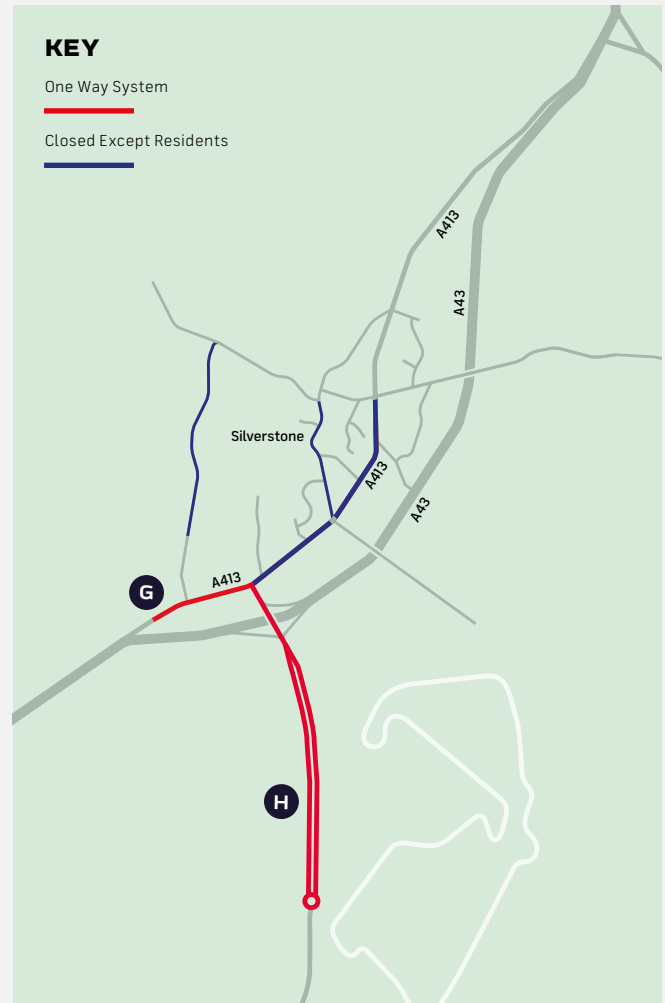 KEY
One Way System
Closed Except Residents
A413
A43
Silverstone
A413
A43
A413
G
H